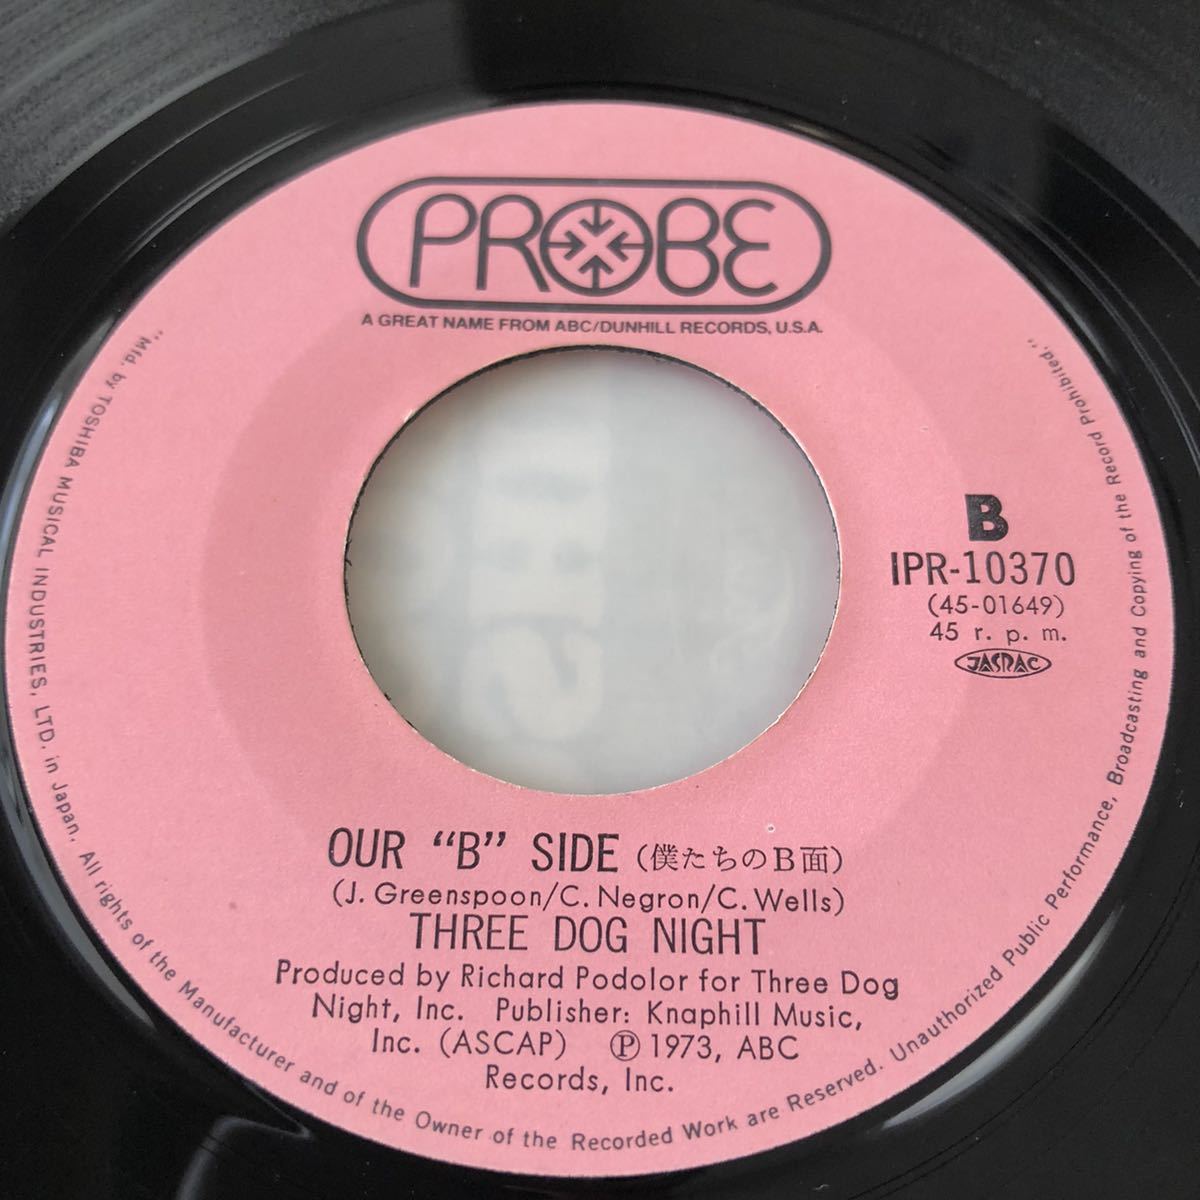 PROBE
A GREAT NAME FROM ABC/DUNHILL RECORDS, U.S.A.
B
IPR-10370
(45-01649)
45 r. p. m.
JASRAC
OUR “B” SIDE (僕たちのB面)
(J. Greenspoon/C. Negron/C. Wells)
THREE DOG NIGHT
Produced by Richard Podolor for Three Dog
Night, Inc. Publisher: Knaphill Music,
Inc. (ASCAP) Ⓟ 1973, ABC
Records, Inc.
"Mfd. by TOSHIBA MUSICAL INDUSTRIES, LTD. in Japan. All rights of the Manufacturer and of the Owner of the Recorded Work are Reserved. Unauthorized Public Performance, Broadcasting and Copying of the Record Prohibited."